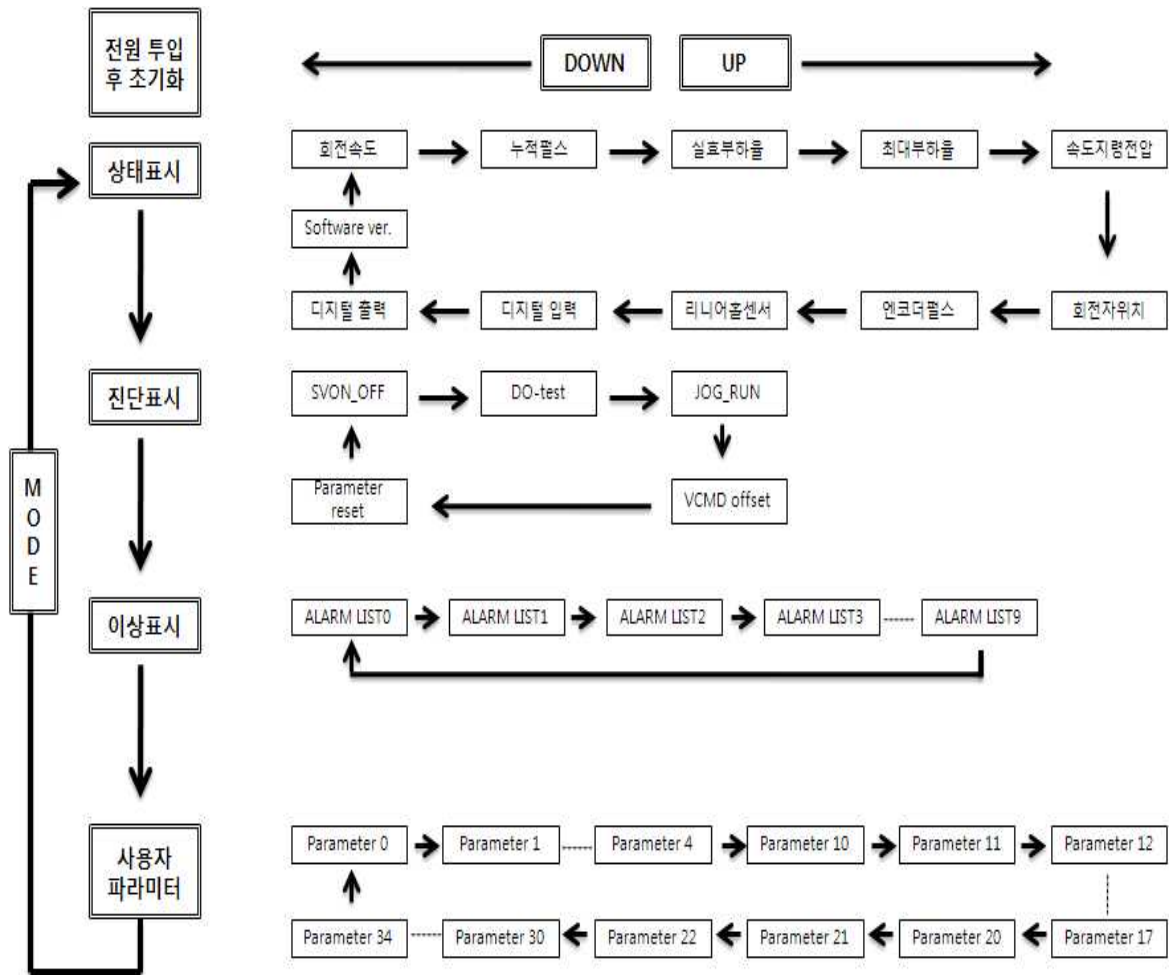 전원 투입
후 초기화
DOWN
UP
상태표시
회전속도
누적펄스
실효부하율
최대부하율
속도지령전압
Software ver.
디지털 출력
디지털 입력
리니어홀센서
엔코더펄스
회전자위치
진단표시
SVON_OFF
DO-test
JOG_RUN
Parameter
reset
VCMD offset
M
O
D
E
이상표시
ALARM LIST0
ALARM LIST1
ALARM LIST2
ALARM LIST3
ALARM LIST9
사용자
파라미터
Parameter 0
Parameter 1
Parameter 4
Parameter 10
Parameter 11
Parameter 12
Parameter 34
Parameter 30
Parameter 22
Parameter 21
Parameter 20
Parameter 17